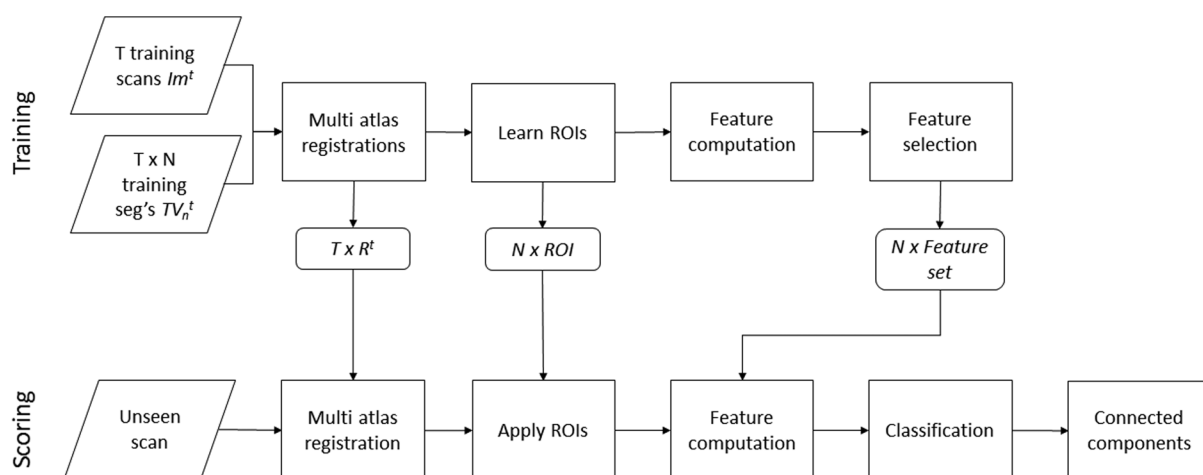 Training
T training
scans Im^t
T x N
training
seg's TV_n^t
Multi atlas
registrations
Learn ROIs
Feature
computation
Feature
selection
T x R^t
N x ROI
N x Feature
set
Scoring
Unseen
scan
Multi atlas
registration
Apply ROIs
Feature
computation
Classification
Connected
components